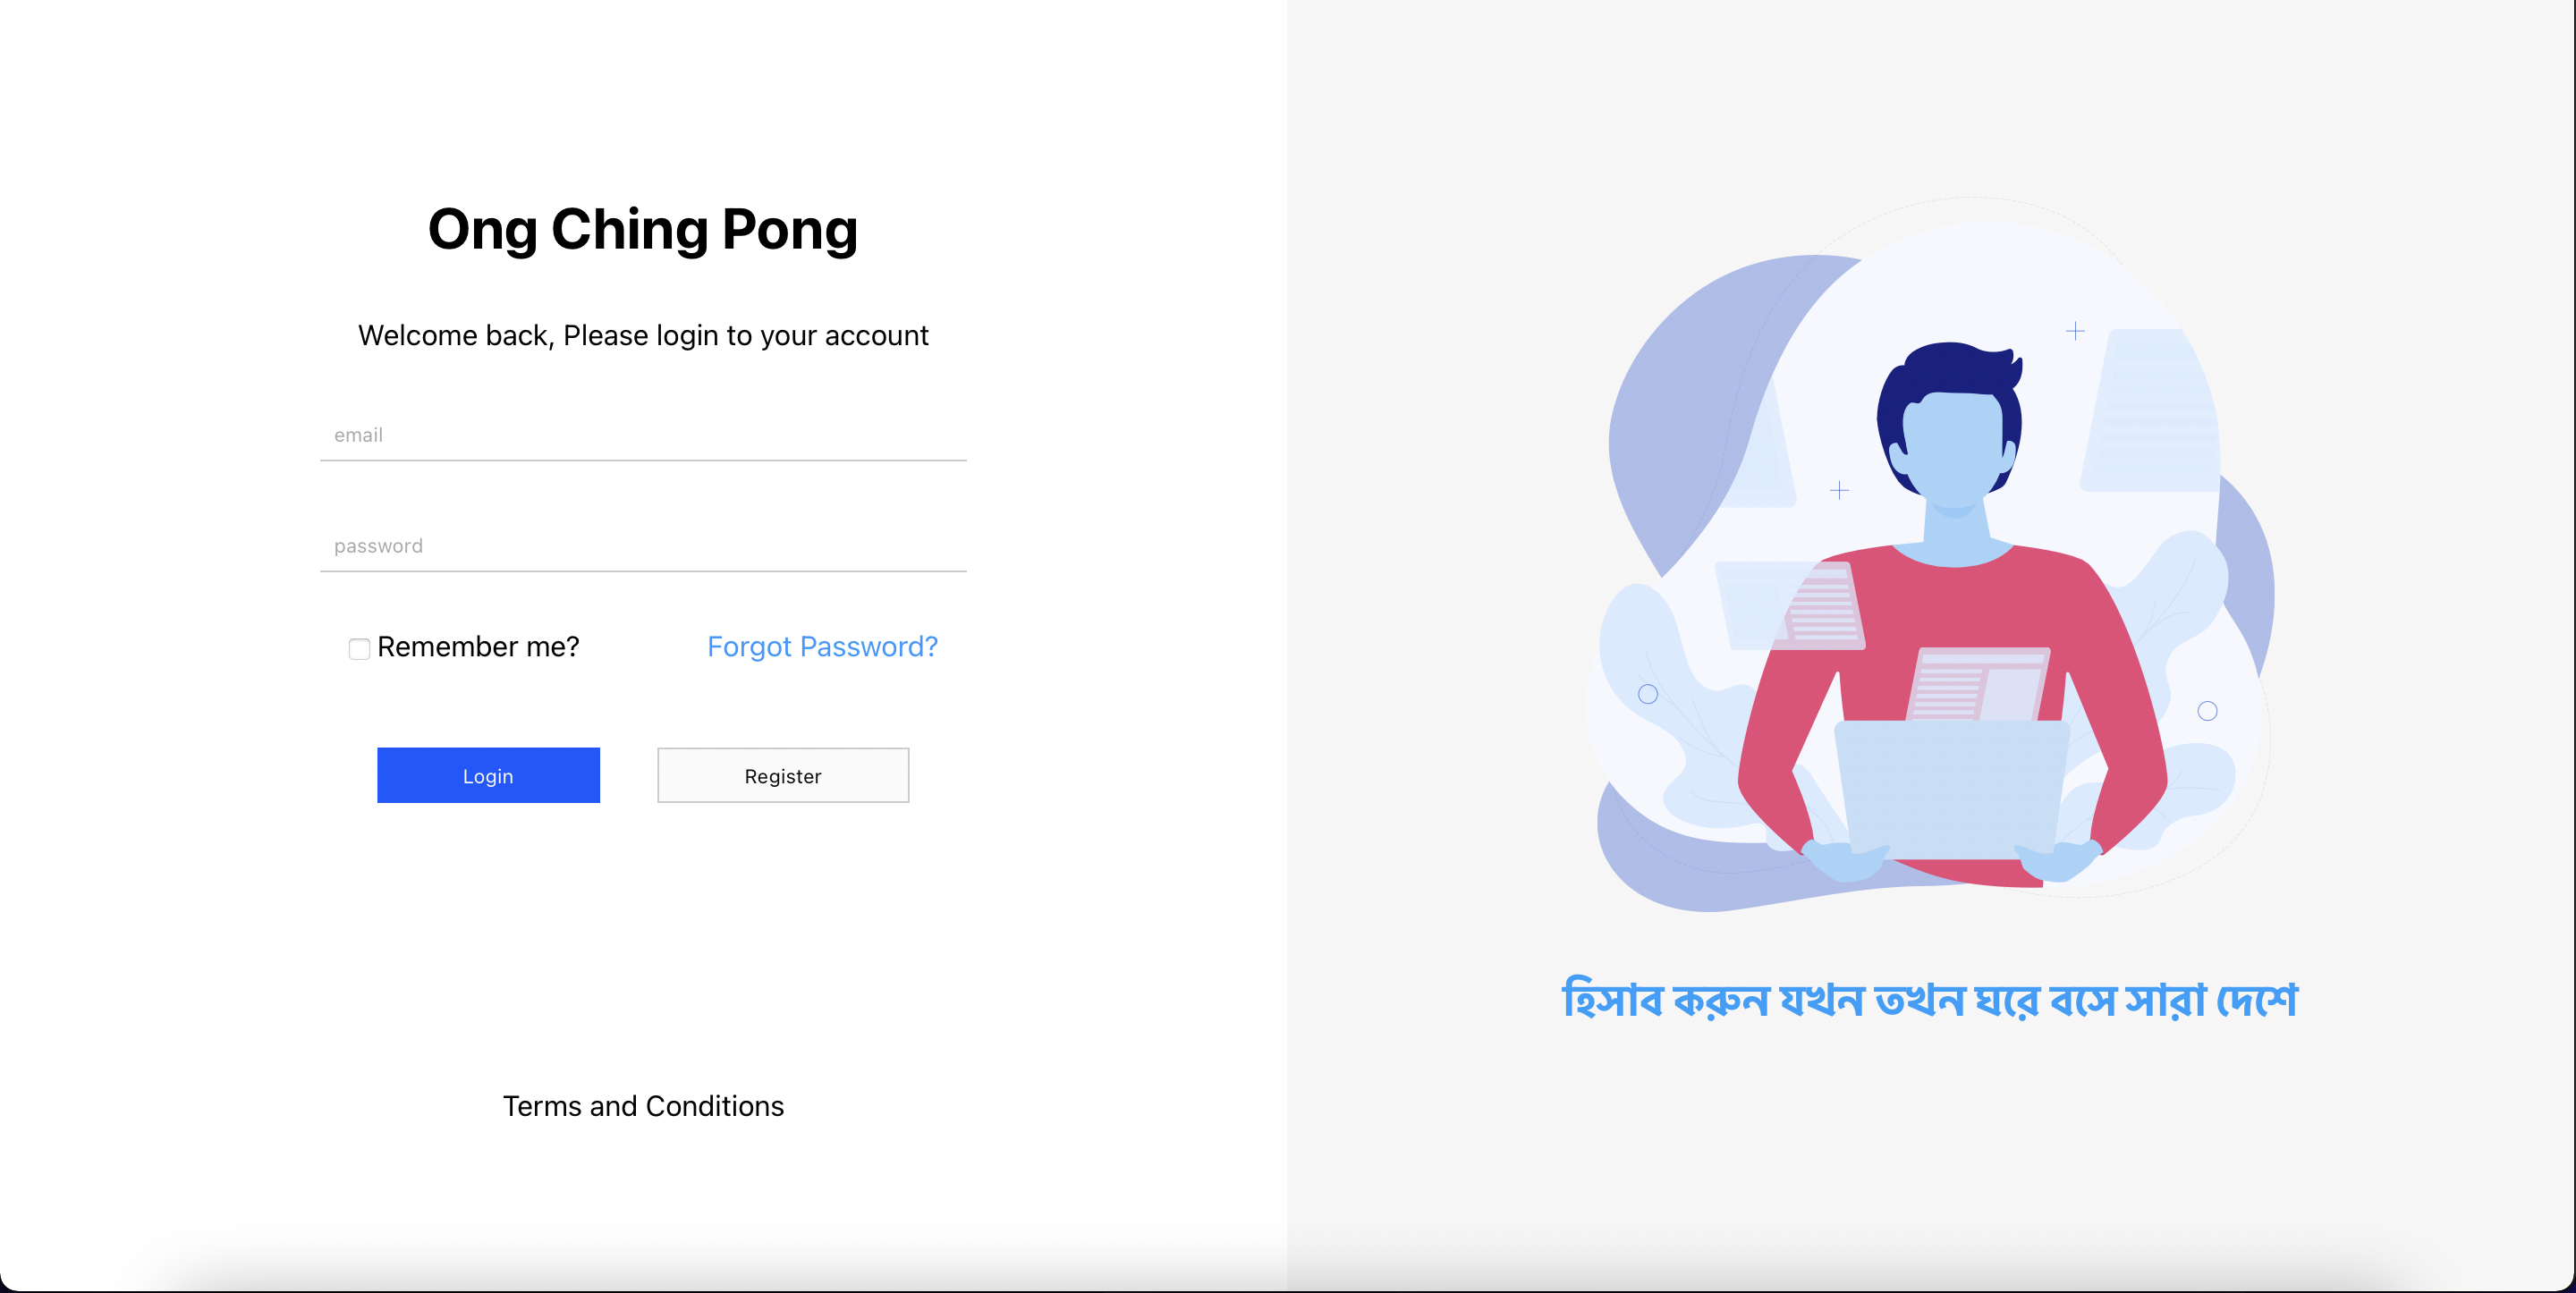 Ong Ching Pong
Welcome back, Please login to your account
email
password
Remember me? Forgot Password?
Login Register
Terms and Conditions
হিসাব করুন যখন তখন ঘরে বসে সারা দেশে